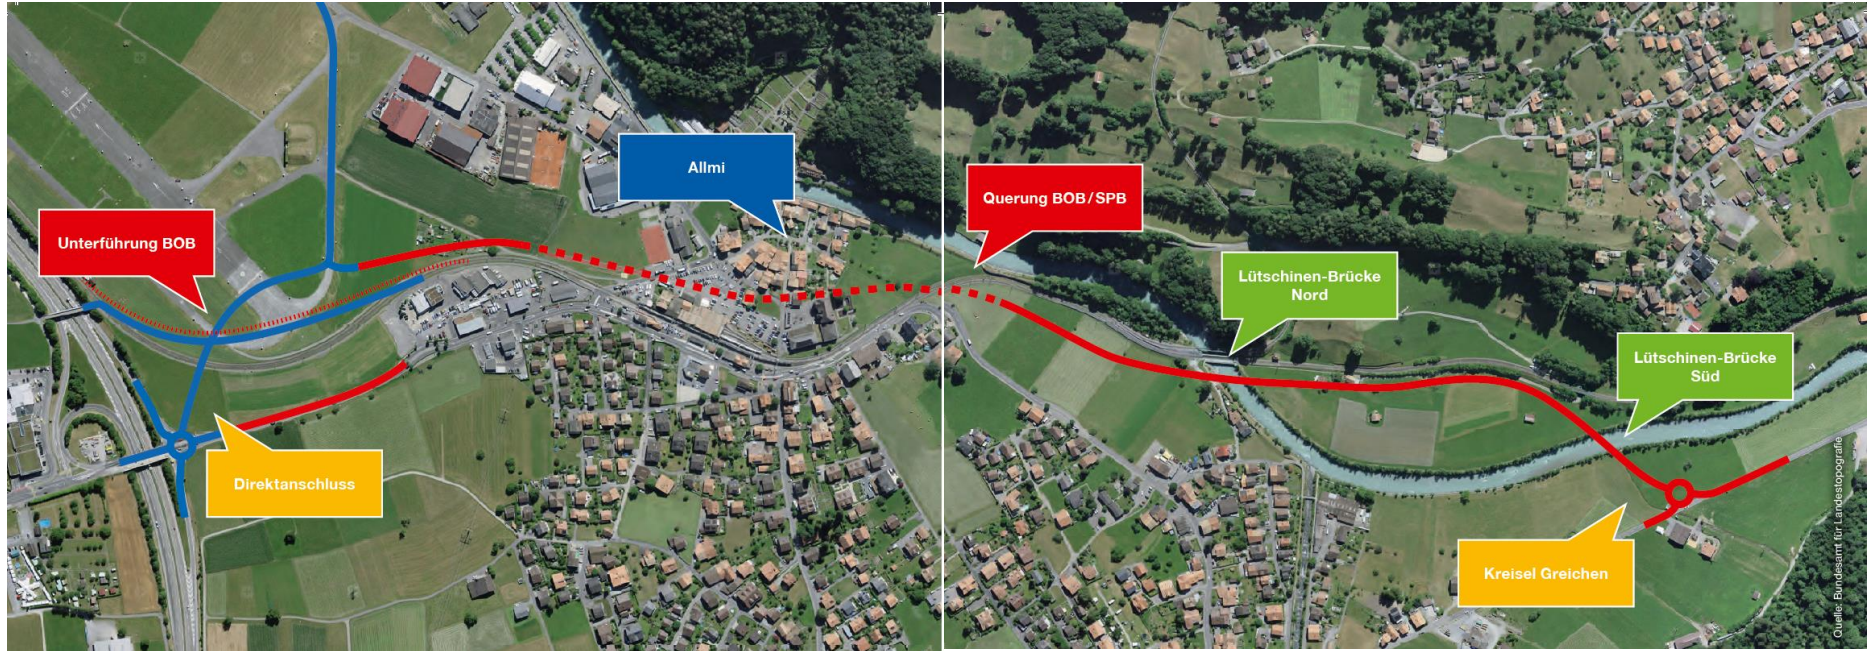 Allmi
Unterführung BOB
Direktanschluss
Querung BOB/SPB
Lütschinen-Brücke
Nord
Lütschinen-Brücke
Süd
Kreisel Greichen
Quelle: Bundesamt für Landestopografie